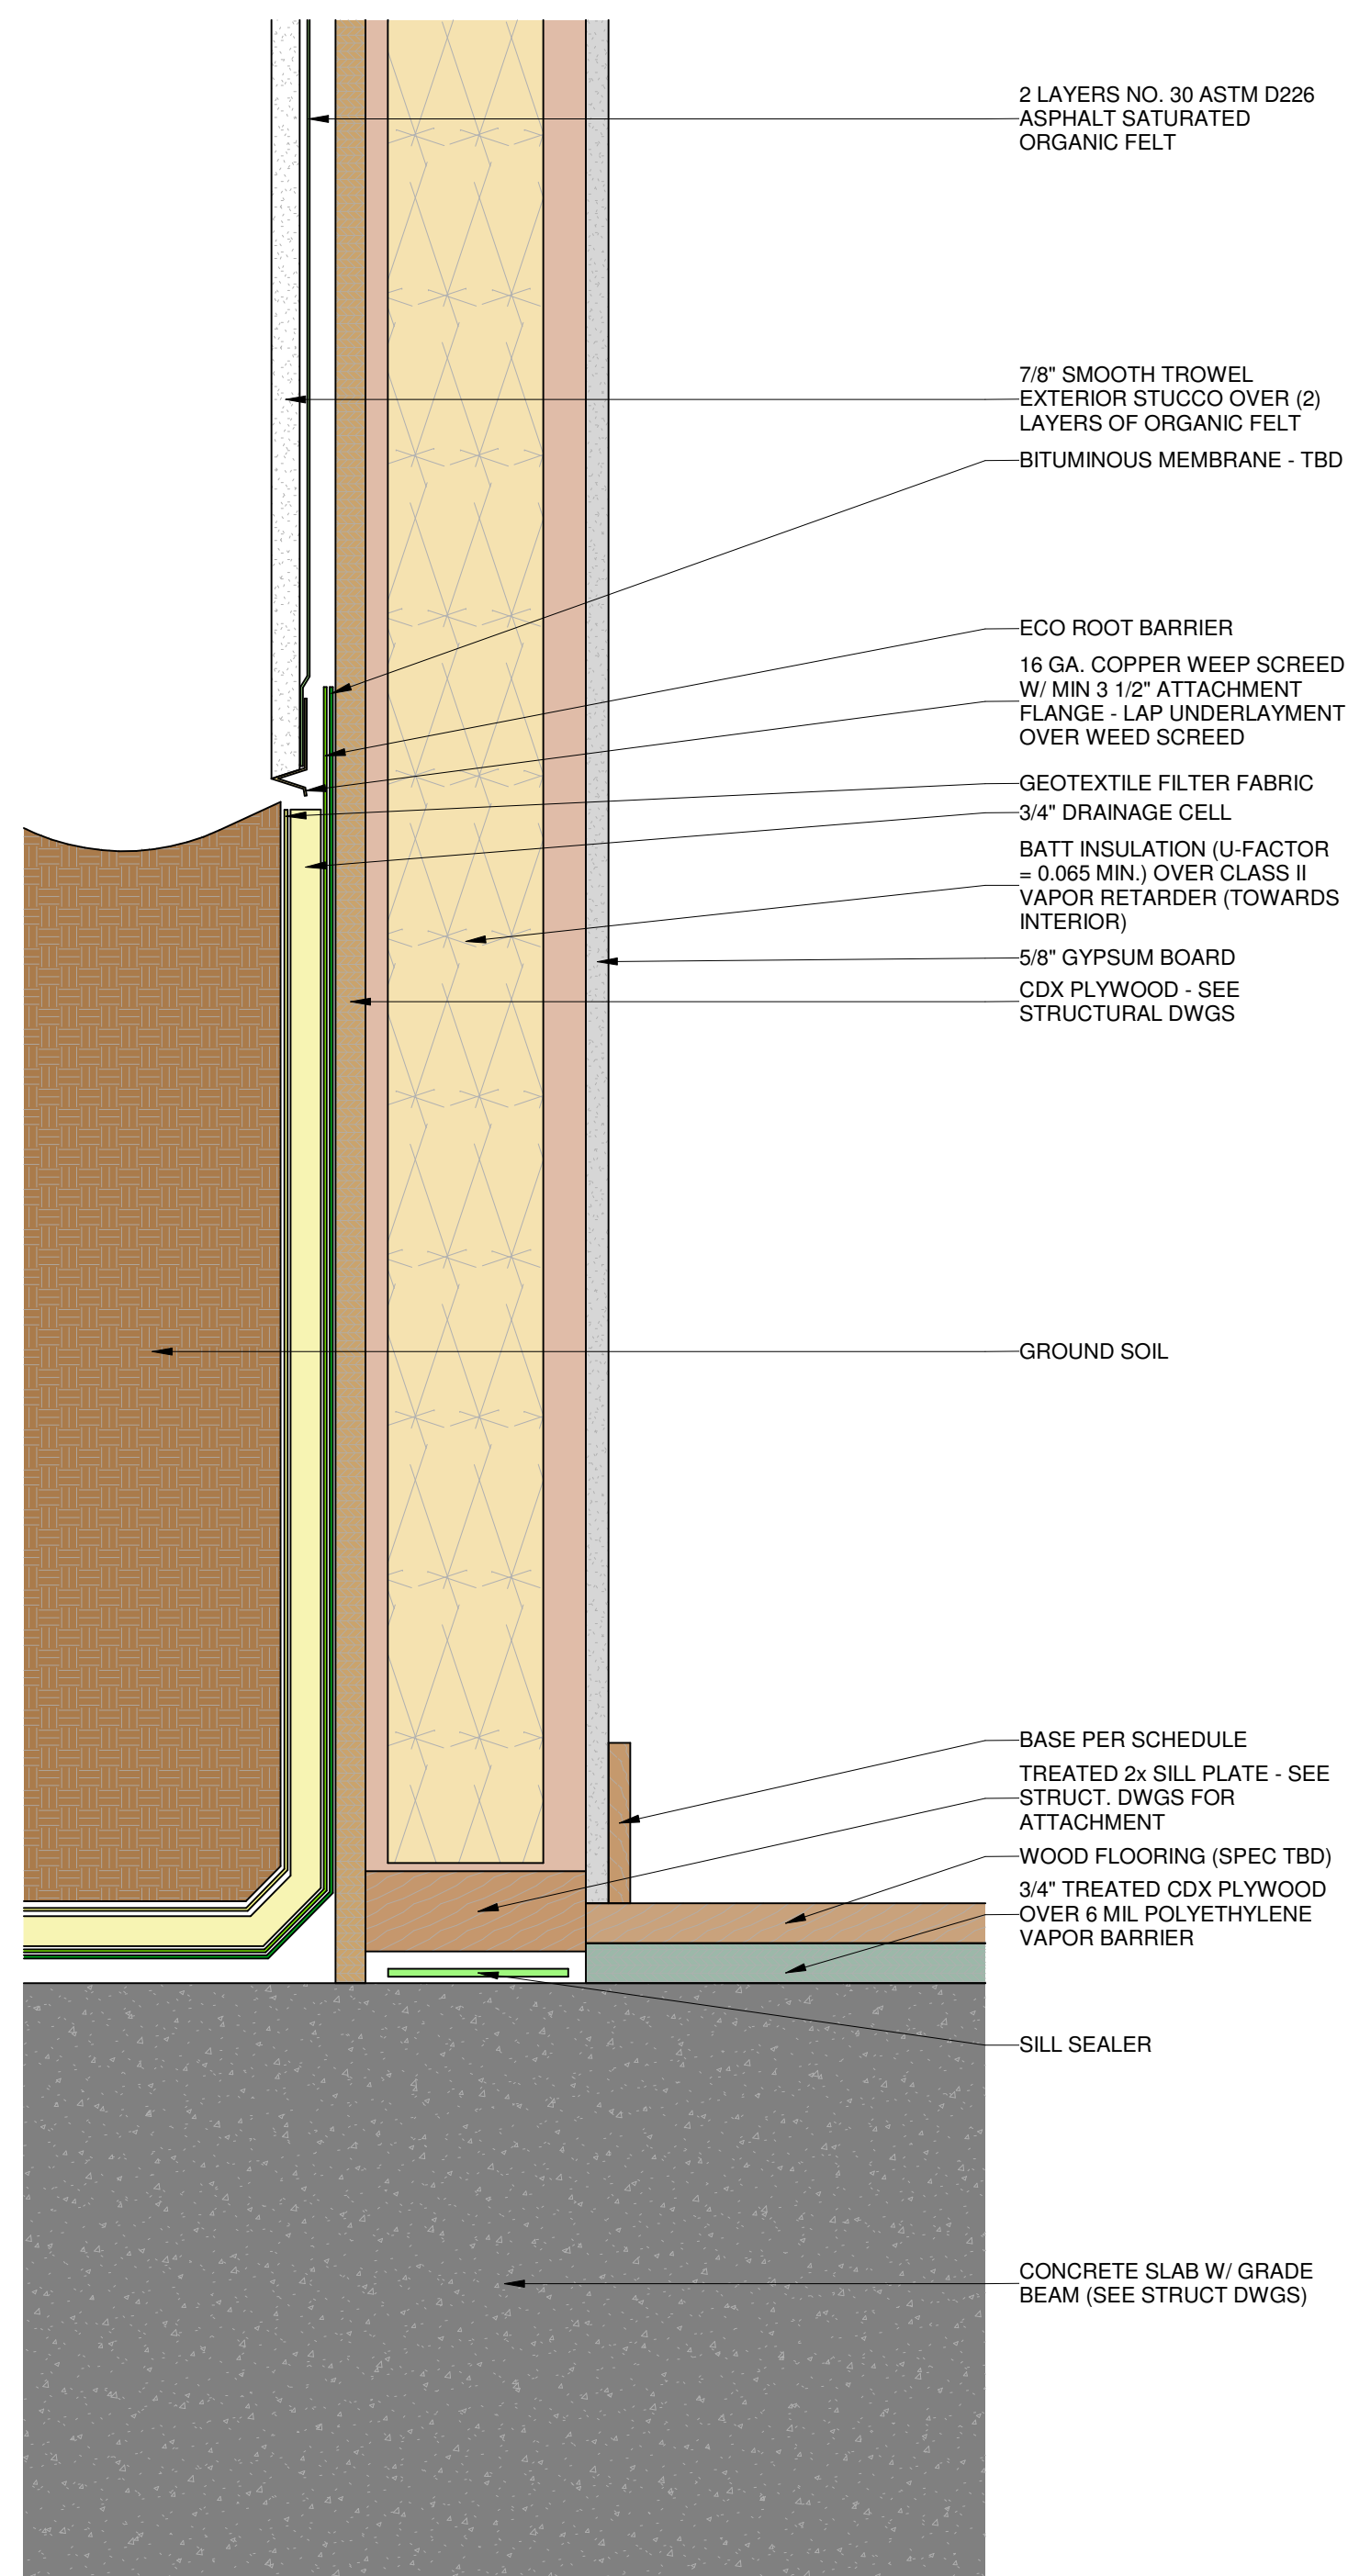 2 LAYERS NO. 30 ASTM D226
ASPHALT SATURATED
ORGANIC FELT
7/8" SMOOTH TROWEL
EXTERIOR STUCCO OVER (2)
LAYERS OF ORGANIC FELT
BITUMINOUS MEMBRANE - TBD
ECO ROOT BARRIER
16 GA. COPPER WEEP SCREED
W/ MIN 3 1/2" ATTACHMENT
FLANGE - LAP UNDERLAYMENT
OVER WEED SCREED
GEOTEXTILE FILTER FABRIC
3/4" DRAINAGE CELL
BATT INSULATION (U-FACTOR
= 0.065 MIN.) OVER CLASS II
VAPOR RETARDER (TOWARDS
INTERIOR)
5/8" GYPSUM BOARD
CDX PLYWOOD - SEE
STRUCTURAL DWGS
GROUND SOIL
BASE PER SCHEDULE
TREATED 2x SILL PLATE - SEE
STRUCT. DWGS FOR
ATTACHMENT
WOOD FLOORING (SPEC TBD)
3/4" TREATED CDX PLYWOOD
OVER 6 MIL POLYETHYLENE
VAPOR BARRIER
SILL SEALER
CONCRETE SLAB W/ GRADE
BEAM (SEE STRUCT DWGS)